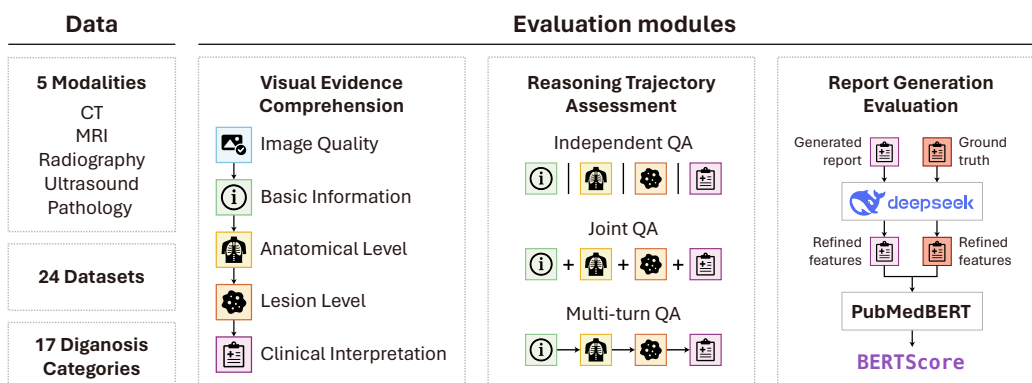 Data
Evaluation modules
5 Modalities
CT
MRI
Radiography
Ultrasound
Pathology
24 Datasets
17 Diganosis
Categories
Visual Evidence
Comprehension
Image Quality
Basic Information
Anatomical Level
Lesion Level
Clinical Interpretation
Reasoning Trajectory
Assessment
Independent QA
Joint QA
Multi-turn QA
Report Generation
Evaluation
Generated
report
Ground
truth
deepseek
Refined
features
Refined
features
PubMedBERT
BERTScore